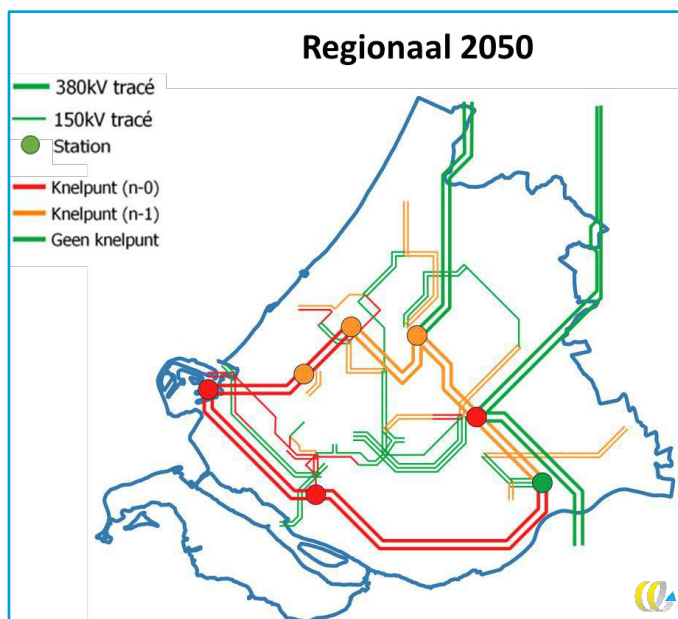 Regionaal 2050
380kV tracé
150kV tracé
Station
Knelpunt (n-0)
Knelpunt (n-1)
Geen knelpunt